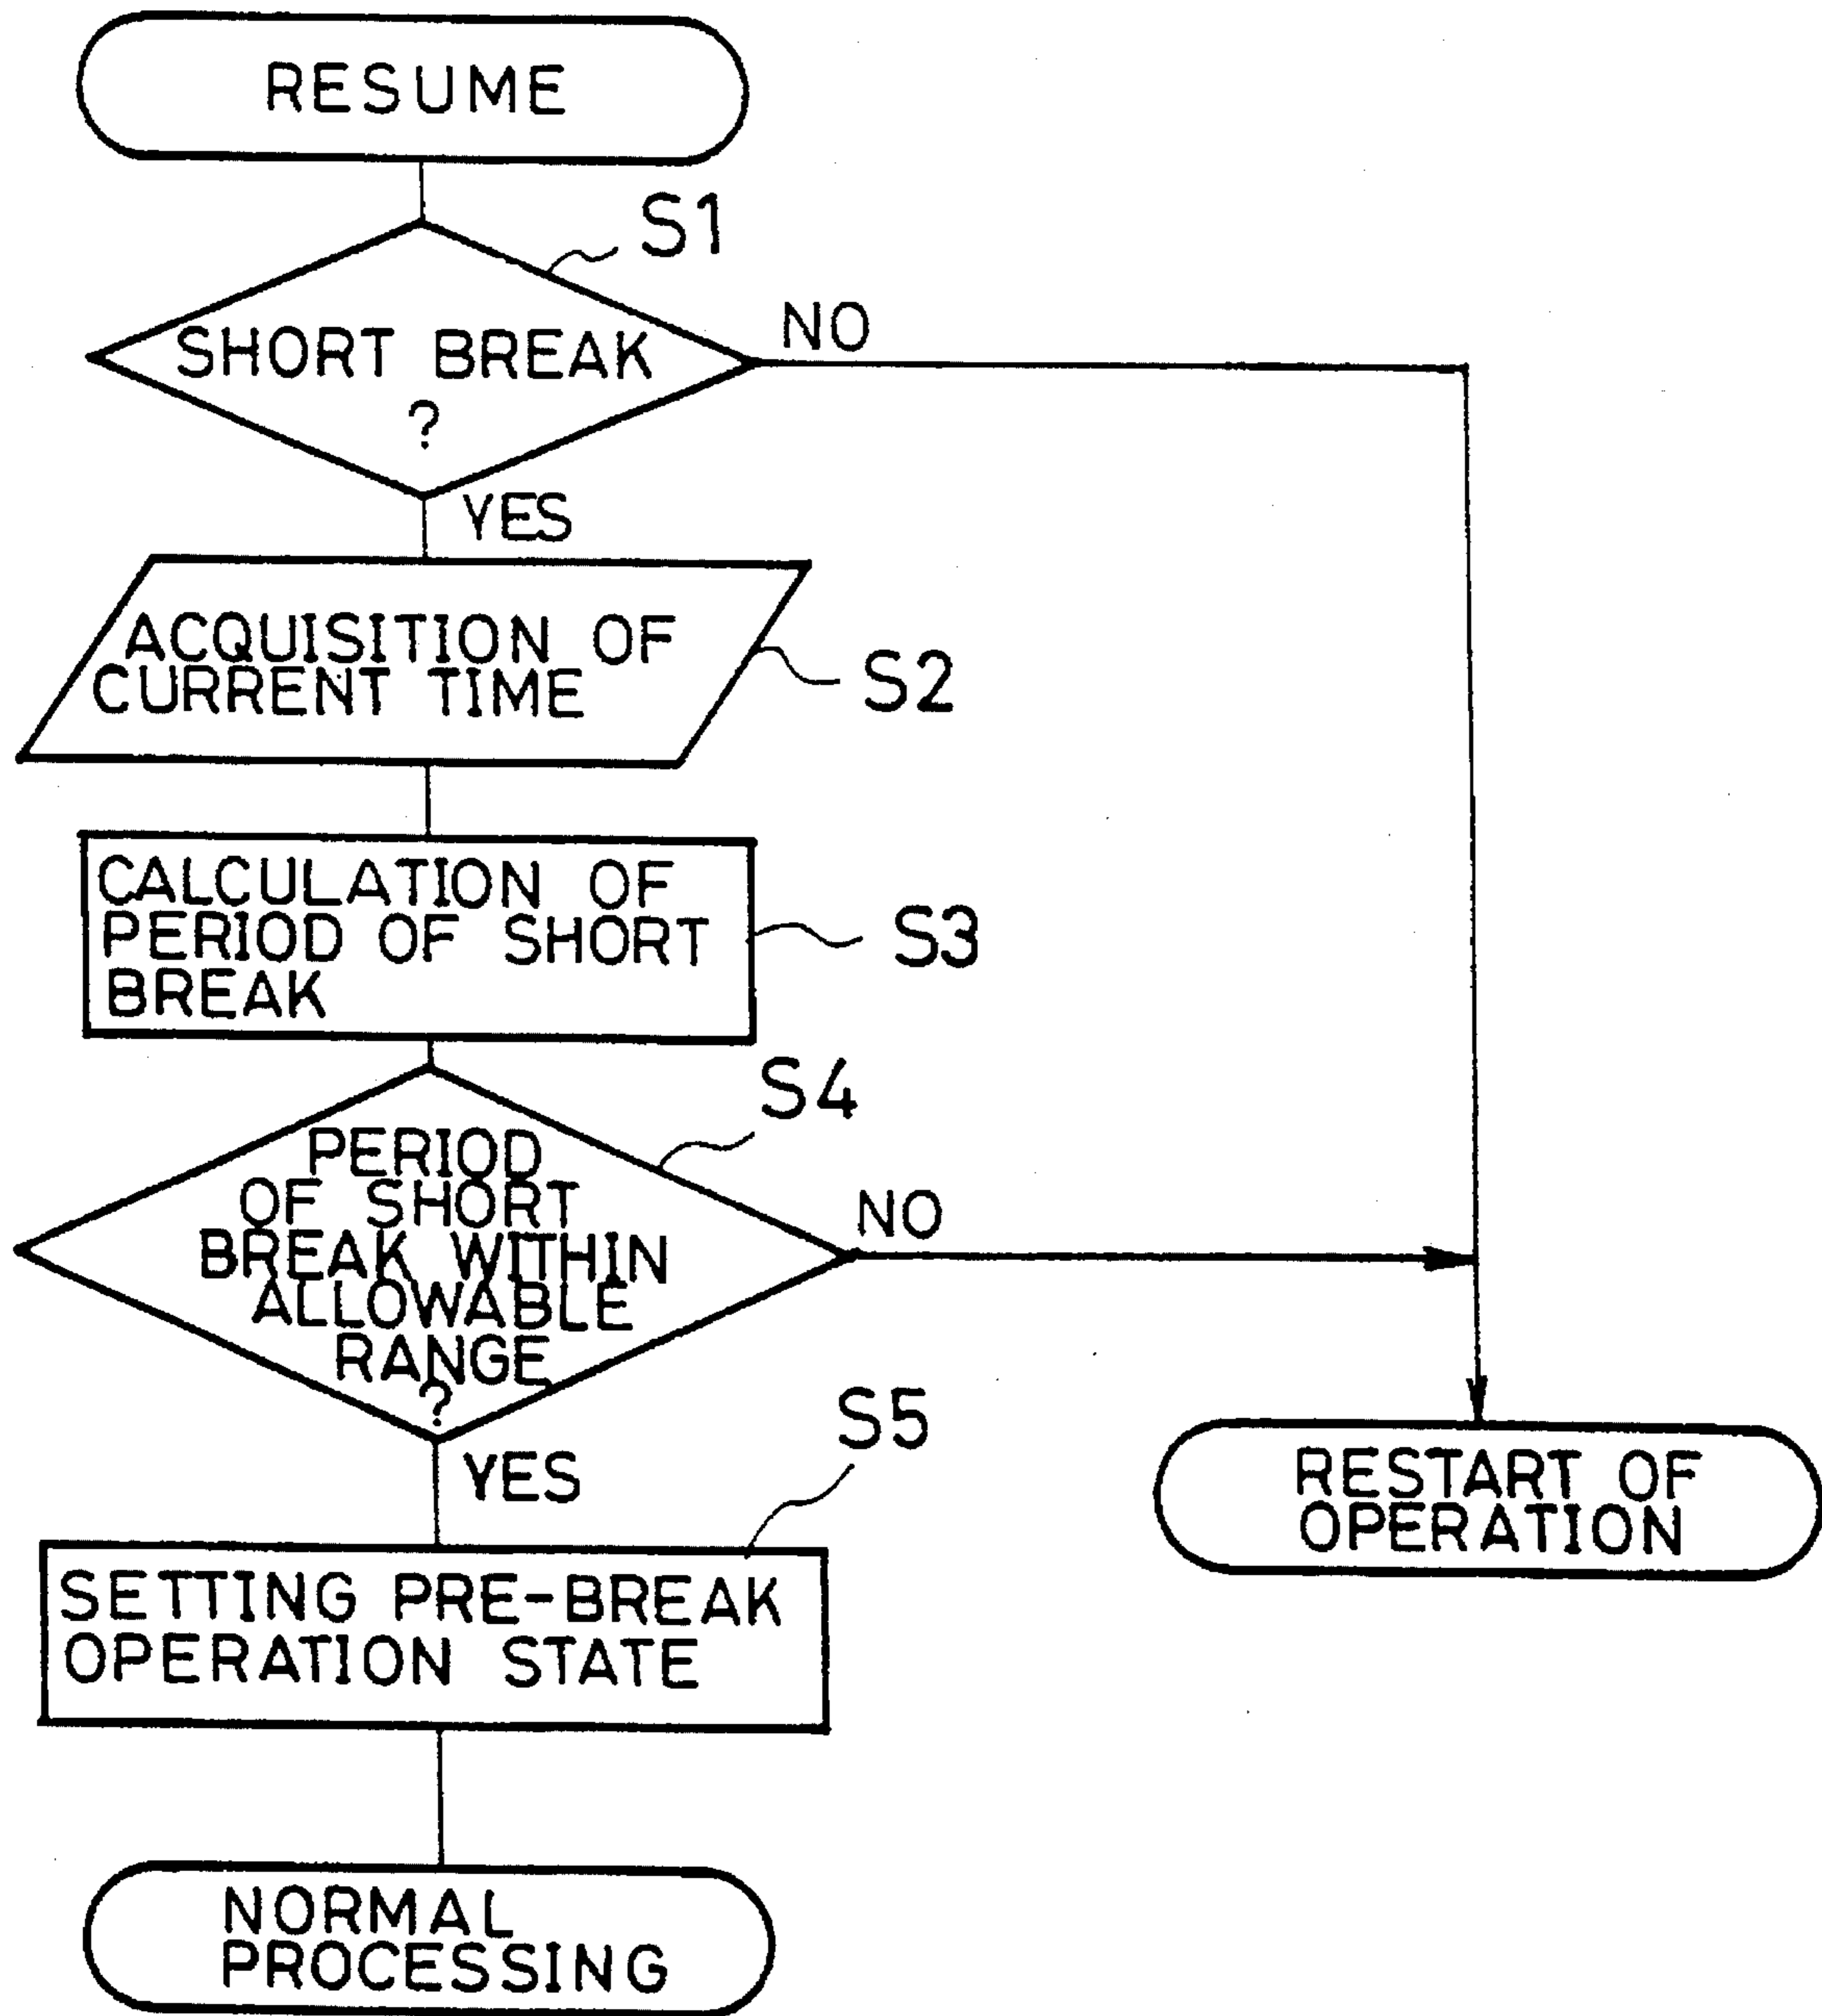 RESUME
S1
SHORT BREAK
?
NO
YES
ACQUISITION OF
CURRENT TIME
S2
CALCULATION OF
PERIOD OF SHORT
BREAK
S3
S4
PERIOD
OF SHORT
BREAK WITHIN
ALLOWABLE
RANGE
?
NO
YES
S5
SETTING PRE-BREAK
OPERATION STATE
RESTART OF
OPERATION
NORMAL
PROCESSING